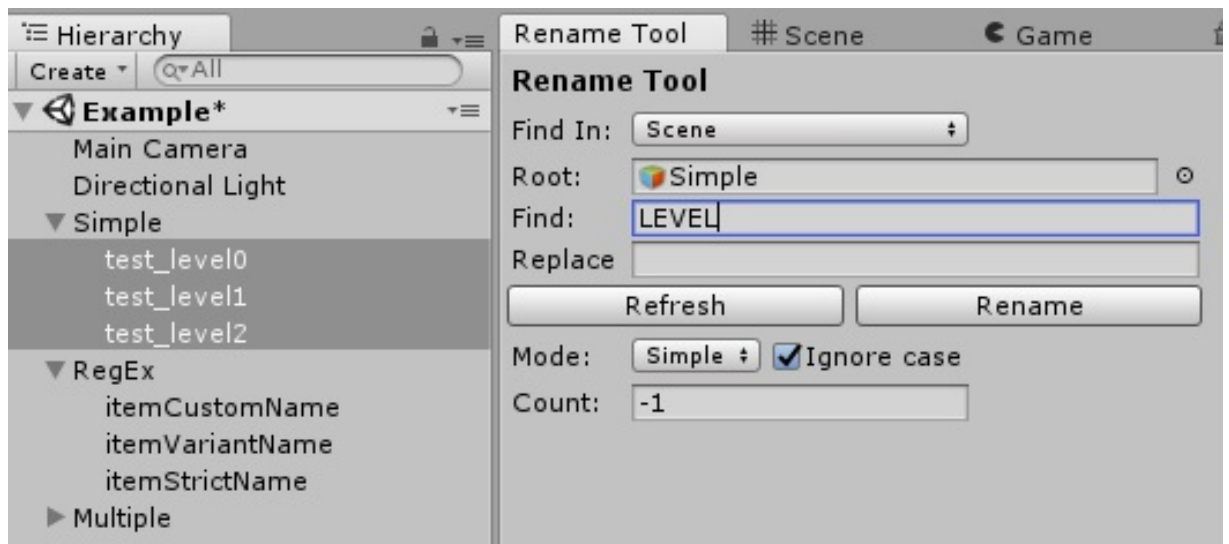 Hierarchy
Create All
Example*
Main Camera
Directional Light
Simple
test_level0
test_level1
test_level2
RegEx
itemCustomName
itemVariantName
itemStrictName
Multiple
Rename Tool Scene Game
Rename Tool
Find In: Scene
Root: Simple
Find: LEVEL
Replace
Refresh Rename
Mode: Simple Ignore case
Count: -1